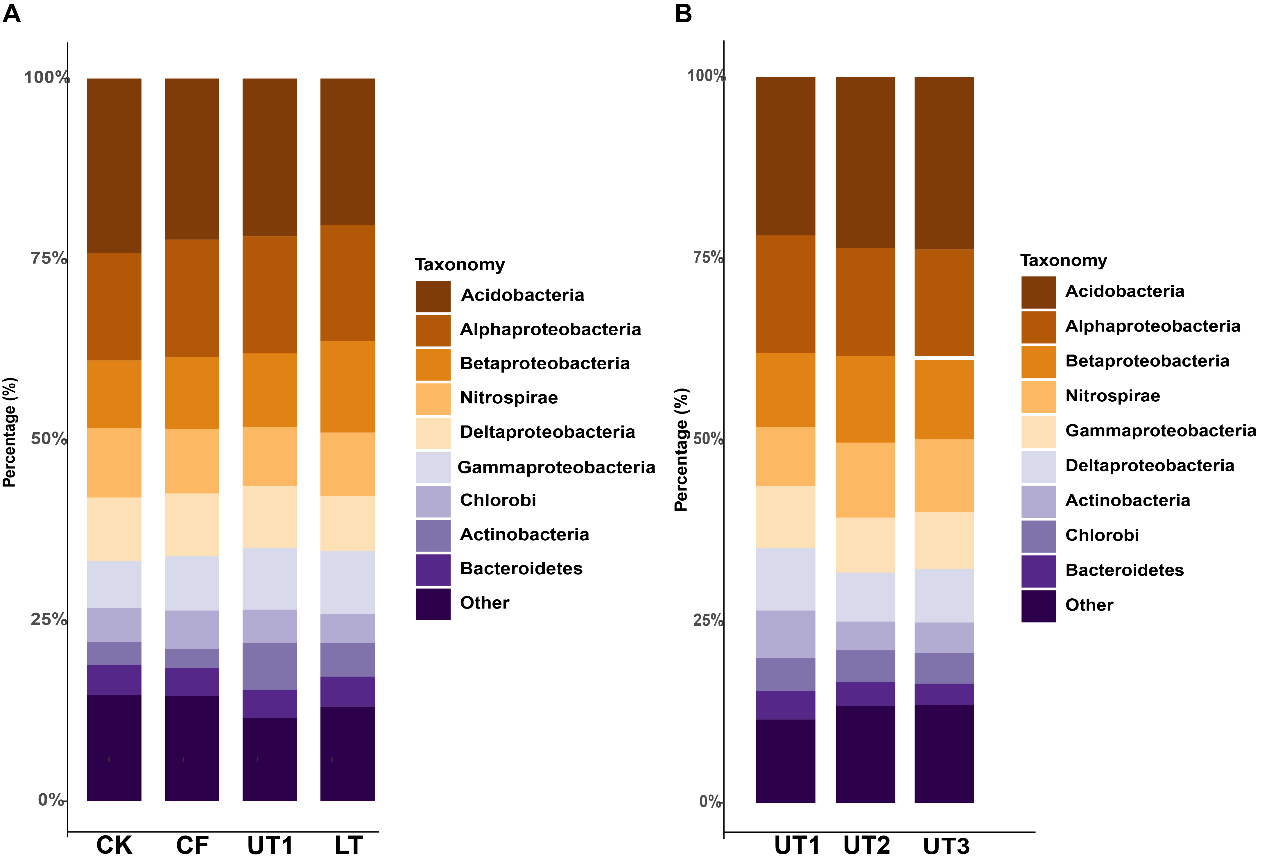 A
Percentage (%)
100%
75%
50%
25%
0%
CK CF UT1 LT
Taxonomy
Acidobacteria
Alphaproteobacteria
Betaproteobacteria
Nitrospirae
Deltaproteobacteria
Gammaproteobacteria
Chlorobi
Actinobacteria
Bacteroidetes
Other
B
Percentage (%)
100%
75%
50%
25%
0%
UT1 UT2 UT3
Taxonomy
Acidobacteria
Alphaproteobacteria
Betaproteobacteria
Nitrospirae
Gammaproteobacteria
Deltaproteobacteria
Actinobacteria
Chlorobi
Bacteroidetes
Other